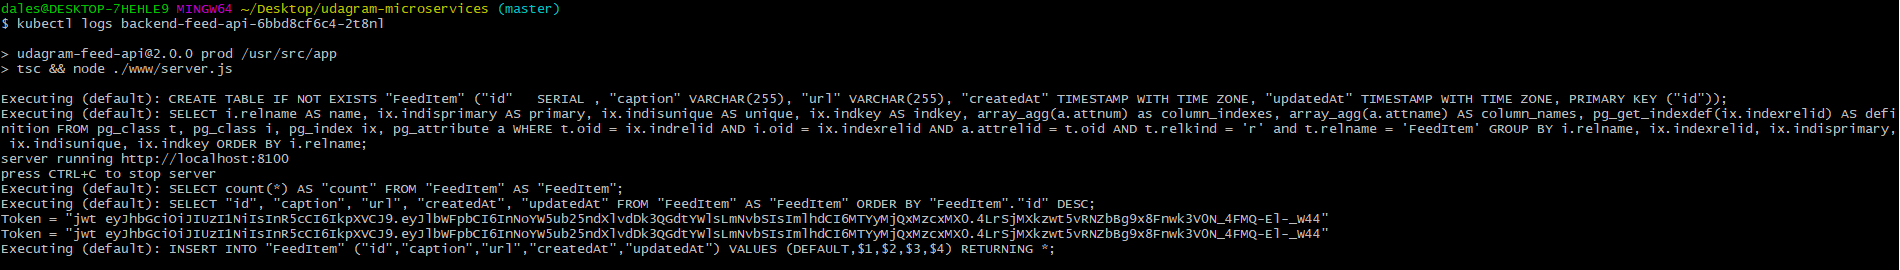 dales@DESKTOP-7HEHLE9 MINGW64 ~/Desktop/udagram-microservices (master)
$ kubectl logs backend-feed-api-6bbd8cf6c4-2t8nl
> udagram-feed-api@2.0.0 prod /usr/src/app
> tsc && node ./www/server.js
Executing (default): CREATE TABLE IF NOT EXISTS "FeedItem" ("id"   SERIAL , "caption" VARCHAR(255), "url" VARCHAR(255), "createdAt" TIMESTAMP WITH TIME ZONE, "updatedAt" TIMESTAMP WITH TIME ZONE, PRIMARY KEY ("id"));
Executing (default): SELECT i.relname AS name, ix.indisprimary AS primary, ix.indisunique AS unique, ix.indkey AS indkey, array_agg(a.attnum) as column_indexes, array_agg(a.attname) AS column_names, pg_get_indexdef(ix.indexrelid) AS defi
nition FROM pg_class t, pg_class i, pg_index ix, pg_attribute a WHERE t.oid = ix.indrelid AND i.oid = ix.indexrelid AND a.attrelid = t.oid AND t.relkind = 'r' and t.relname = 'FeedItem' GROUP BY i.relname, ix.indexrelid, ix.indisprimary,
 ix.indisunique, ix.indkey ORDER BY i.relname;
server running http://localhost:8100
press CTRL+C to stop server
Executing (default): SELECT count(*) AS "count" FROM "FeedItem" AS "FeedItem";
Executing (default): SELECT "id", "caption", "url", "createdAt", "updatedAt" FROM "FeedItem" AS "FeedItem" ORDER BY "FeedItem"."id" DESC;
Token = "jwt eyJhbGciOiJIUzI1NiIsInR5cCI6IkpXVCJ9.eyJlbWFpbCI6InNoYW5ub25ndXlvdDk3QGdtYWlsLmNvbSIsImlhdCI6MTYyMjQxMzcxMX0.4LrSjMXkzwt5vRNZbBg9x8Fnwk3V0N_4FMQ-El-_W44"
Token = "jwt eyJhbGciOiJIUzI1NiIsInR5cCI6IkpXVCJ9.eyJlbWFpbCI6InNoYW5ub25ndXlvdDk3QGdtYWlsLmNvbSIsImlhdCI6MTYyMjQxMzcxMX0.4LrSjMXkzwt5vRNZbBg9x8Fnwk3V0N_4FMQ-El-_W44"
Executing (default): INSERT INTO "FeedItem" ("id","caption","url","createdAt","updatedAt") VALUES (DEFAULT,$1,$2,$3,$4) RETURNING *;